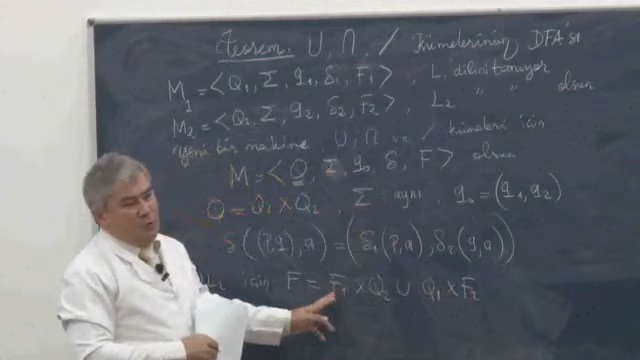 Teorem. U, ∩, / Kümelerinin DFA'sı
M₁ = <Q₁, Σ, q₁, δ₁, F₁>, L₁ dilini tanıyor
M₂ = <Q₂, Σ, q₂, δ₂, F₂>, L₂ " " olsun
yeni bir makine U, ∩ ve / kümeleri için
M = <Q, Σ, q₀, δ, F> olsun
Q = Q₁ x Q₂, Σ aynı, q₀ = (q₁, q₂)
δ((p,q), a) = (δ₁(p,a), δ₂(q,a))
L₂ için F = F₁ x Q₂ ∪ Q₁ x F₂